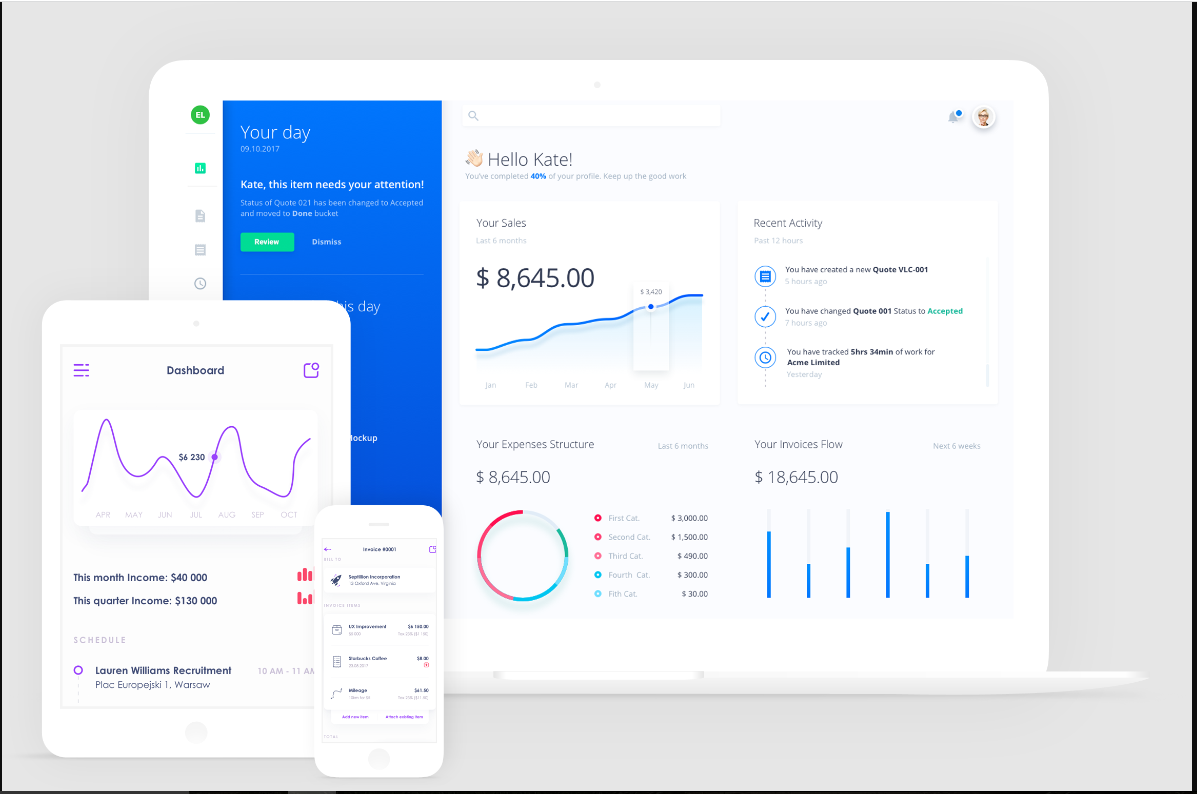 EL
Your day
09.10.2017
Kate, this item needs your attention!
Status of Quote 021 has been changed to Accepted
and moved to Done bucket
Review
Dismiss
this day
Mockup
👋🏻 Hello Kate!
You've completed 40% of your profile. Keep up the good work
Your Sales
Last 6 months
$ 8,645.00
$ 3,420
Jan Feb Mar Apr May Jun
Recent Activity
Past 12 hours
You have created a new Quote VLC-001
5 hours ago
You have changed Quote 001 Status to Accepted
7 hours ago
You have tracked 5hrs 34min of work for
Acme Limited
Yesterday
Your Expenses Structure
Last 6 months
$ 8,645.00
First Cat. $ 3,000.00
Second Cat. $ 1,500.00
Third Cat. $ 490.00
Fourth Cat. $ 300.00
Fith Cat. $ 30.00
Your Invoices Flow
Next 6 weeks
$ 18,645.00
Dashboard
$6 230
APR MAY JUN JUL AUG SEP OCT
This month Income: $40 000
This quarter Income: $130 000
SCHEDULE
Lauren Williams Recruitment 10 AM - 11 AM
Plac Europejski 1, Warsaw
Invoice #0001
BILL TO
Septillion Incorporation
Oxford Ave, Virginia
INVOICE ITEMS
UX Improvement $6 150.00
Starbucks Coffee $8.00
Mileage $61.50
Add new item Attach existing item
TOTAL